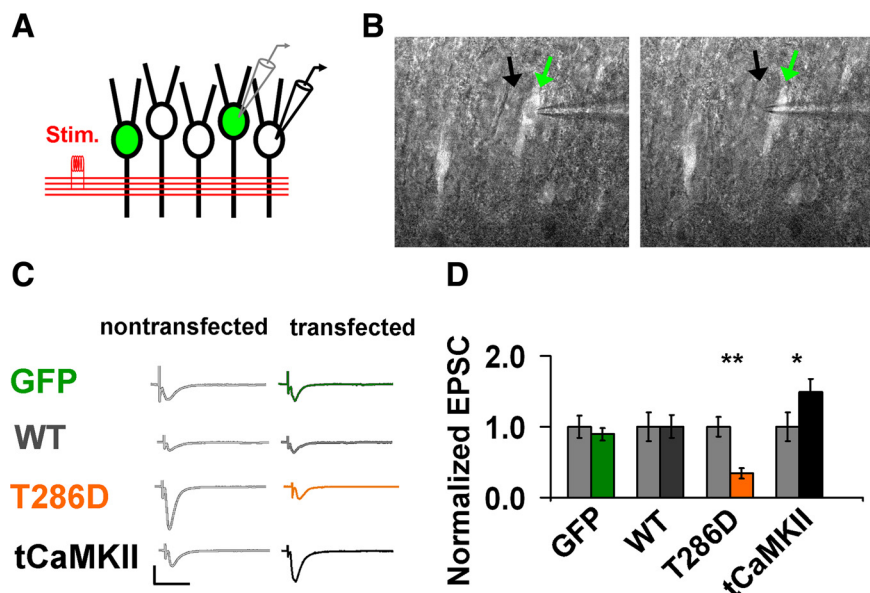 A
Stim.
B
C
nontransfected transfected
GFP
WT
T286D
tCaMKII
D
Normalized EPSC
2.0
1.0
0.0
** *
GFP WT T286D tCaMKII